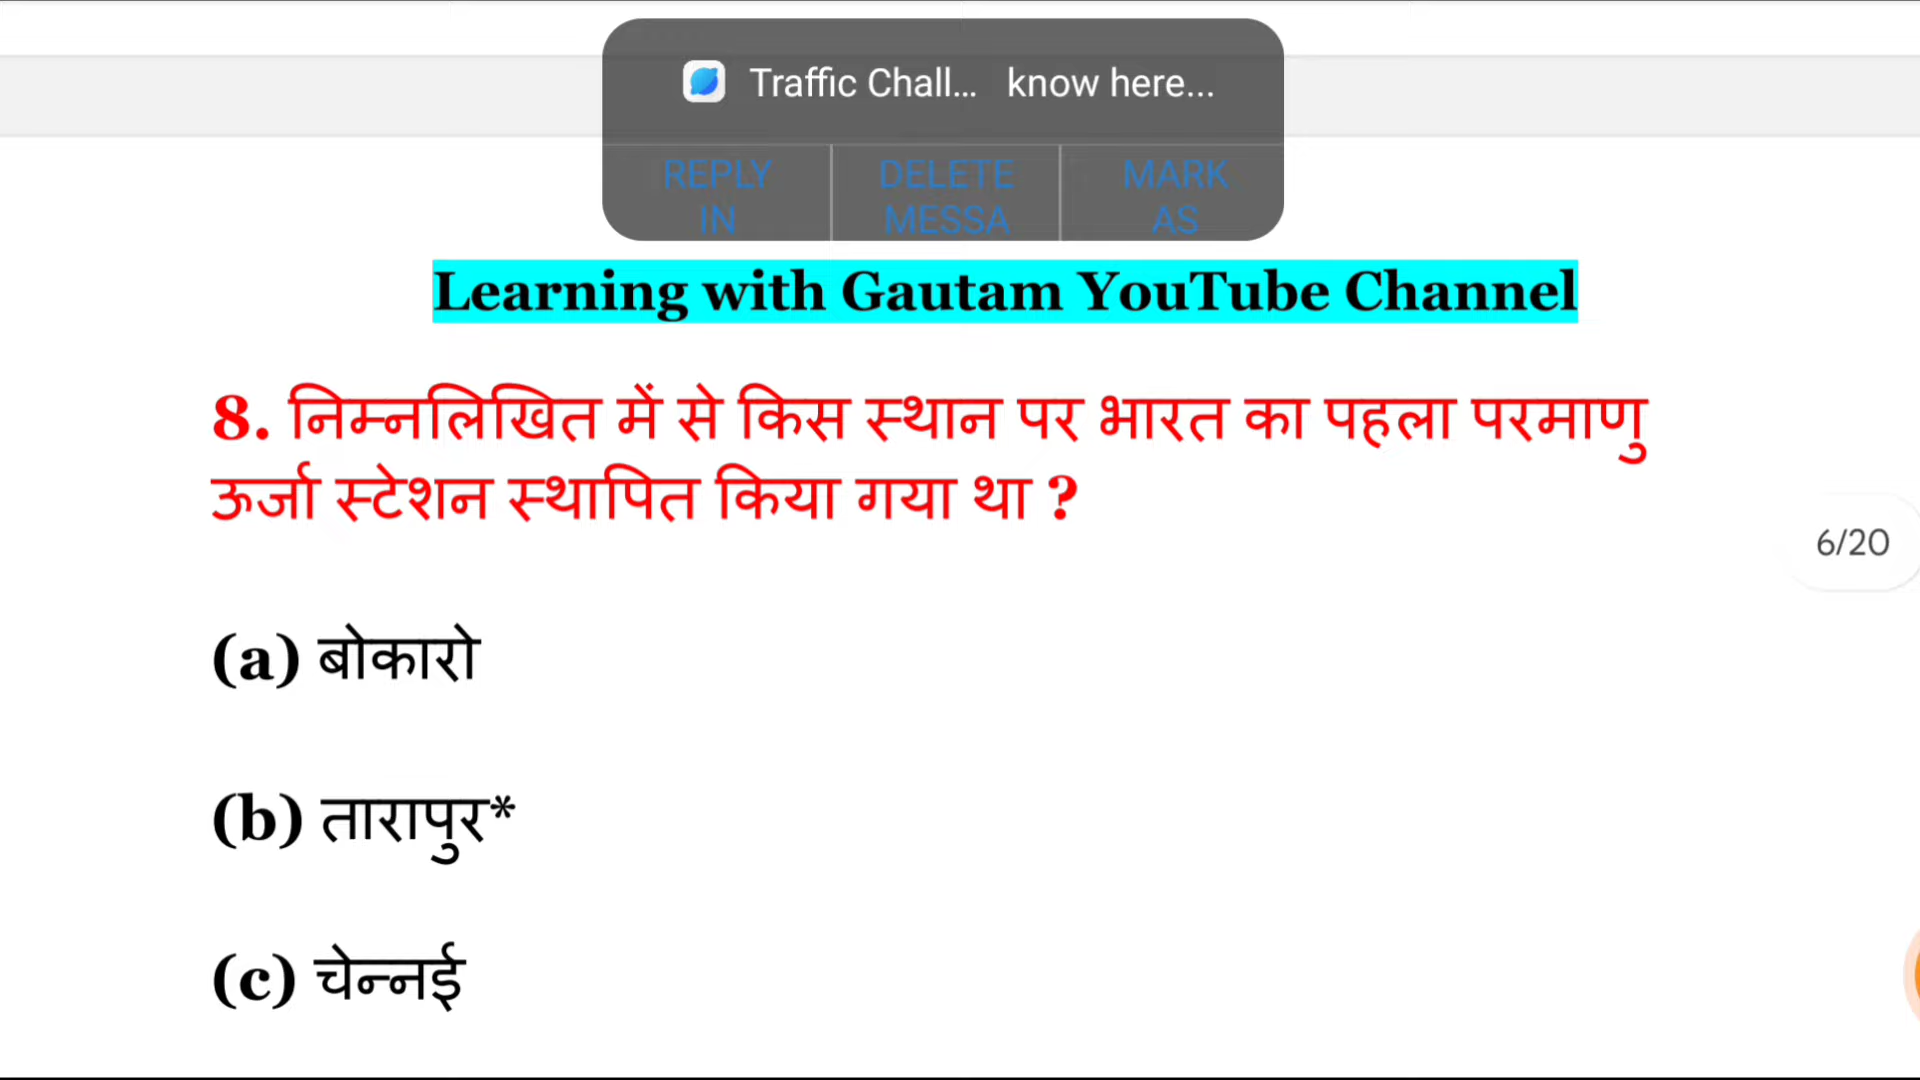 Traffic Chall... know here...
REPLY DELETE MARK
IN MESSA AS
Learning with Gautam YouTube Channel
8. निम्नलिखित में से किस स्थान पर भारत का पहला परमाणु
ऊर्जा स्टेशन स्थापित किया गया था ?
6/20
(a) बोकारो
(b) तारापुर*
(c) चेन्नई